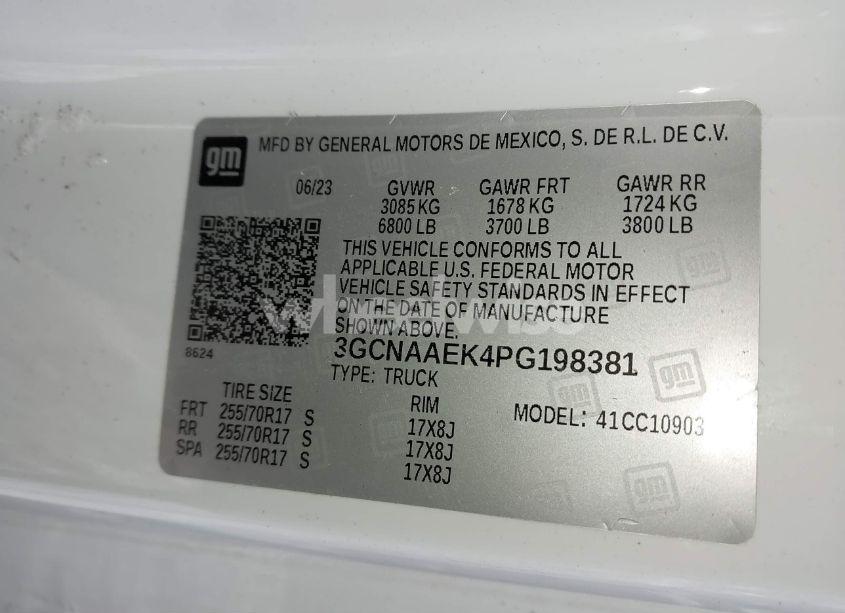 gm MFD BY GENERAL MOTORS DE MEXICO, S. DE R.L. DE C.V.
06/23 GVWR GAWR FRT GAWR RR
3085 KG 1678 KG 1724 KG
6800 LB 3700 LB 3800 LB
THIS VEHICLE CONFORMS TO ALL
APPLICABLE U.S. FEDERAL MOTOR
VEHICLE SAFETY STANDARDS IN EFFECT
ON THE DATE OF MANUFACTURE
SHOWN ABOVE.
8624
3GCNAAEK4PG198381
TYPE: TRUCK
TIRE SIZE RIM MODEL: 41CC10903
FRT 255/70R17 S 17X8J
RR 255/70R17 S 17X8J
SPA 255/70R17 S 17X8J
gm
gm